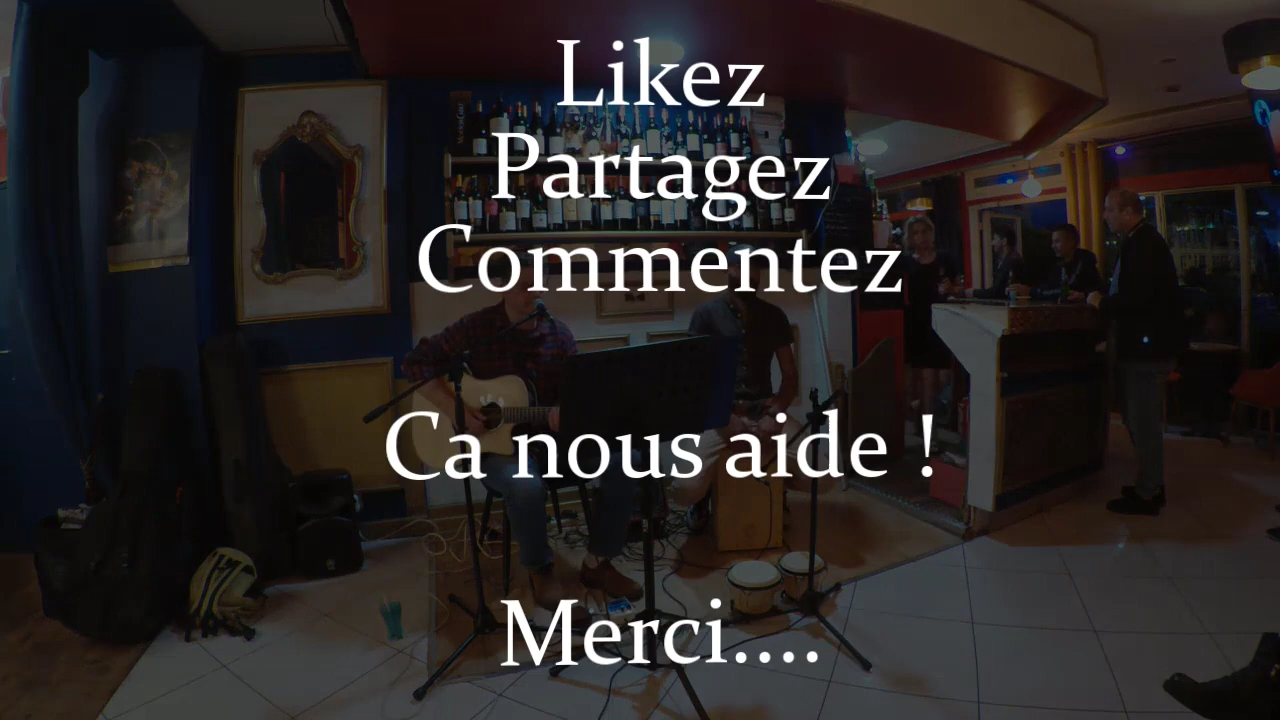 Likez
Partagez
Commentez
Ca nous aide !
Merci....